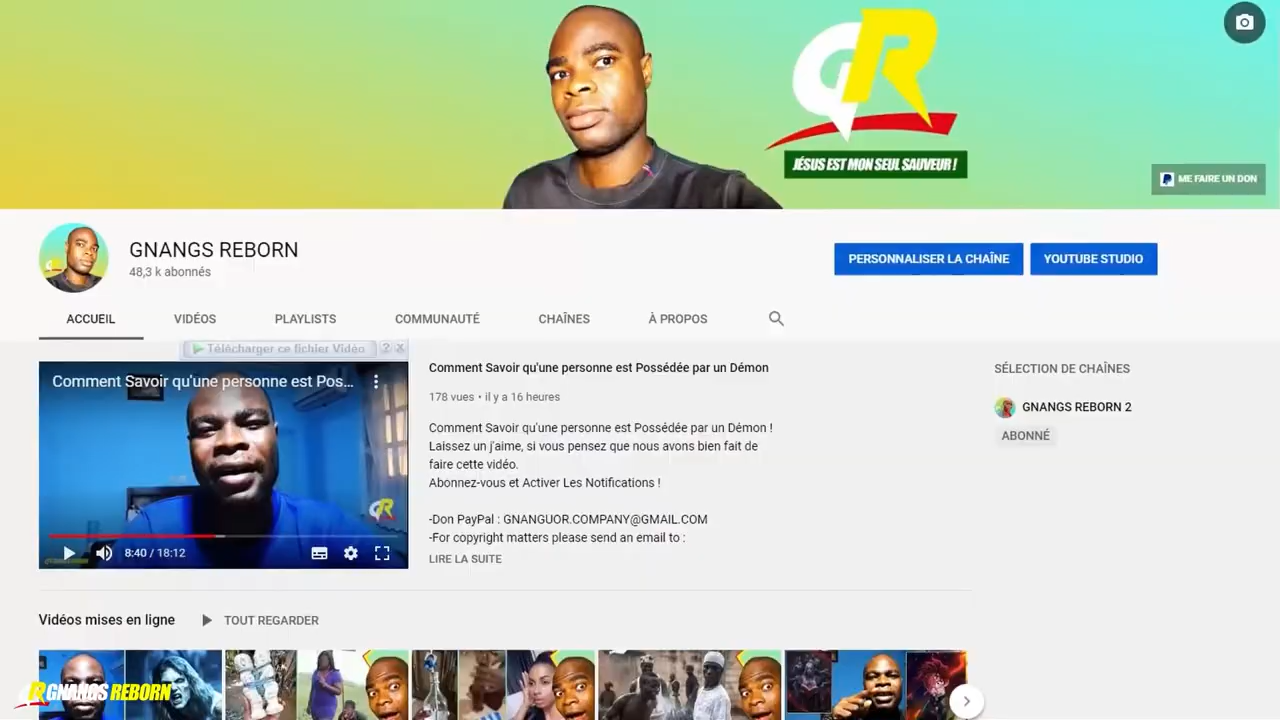 GR
JÉSUS EST MON SEUL SAUVEUR !
ME FAIRE UN DON
GNANGS REBORN
48,3 k abonnés
PERSONNALISER LA CHAÎNE
YOUTUBE STUDIO
ACCUEIL
VIDÉOS
PLAYLISTS
COMMUNAUTÉ
CHAÎNES
À PROPOS
Télécharger ce fichier Vidéo ? X
Comment Savoir qu'une personne est Pos...
GR
8:40 / 18:12
Comment Savoir qu'une personne est Possédée par un Démon
178 vues • il y a 16 heures
Comment Savoir qu'une personne est Possédée par un Démon !
Laissez un j'aime, si vous pensez que nous avons bien fait de
faire cette vidéo.
Abonnez-vous et Activer Les Notifications !
-Don PayPal : GNANGUOR.COMPANY@GMAIL.COM
-For copyright matters please send an email to :
LIRE LA SUITE
SÉLECTION DE CHAÎNES
GNANGS REBORN 2
ABONNÉ
Vidéos mises en ligne
TOUT REGARDER
GR GNANGS REBORN